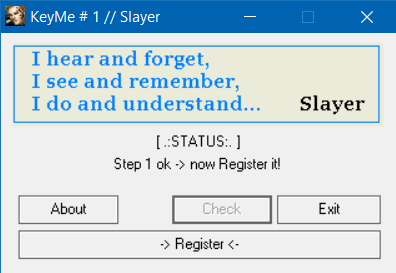 KeyMe # 1 // Slayer
I hear and forget,
I see and remember,
I do and understand...
Slayer
[ .:STATUS:. ]
Step 1 ok -> now Register it!
About
Check
Exit
-> Register <-